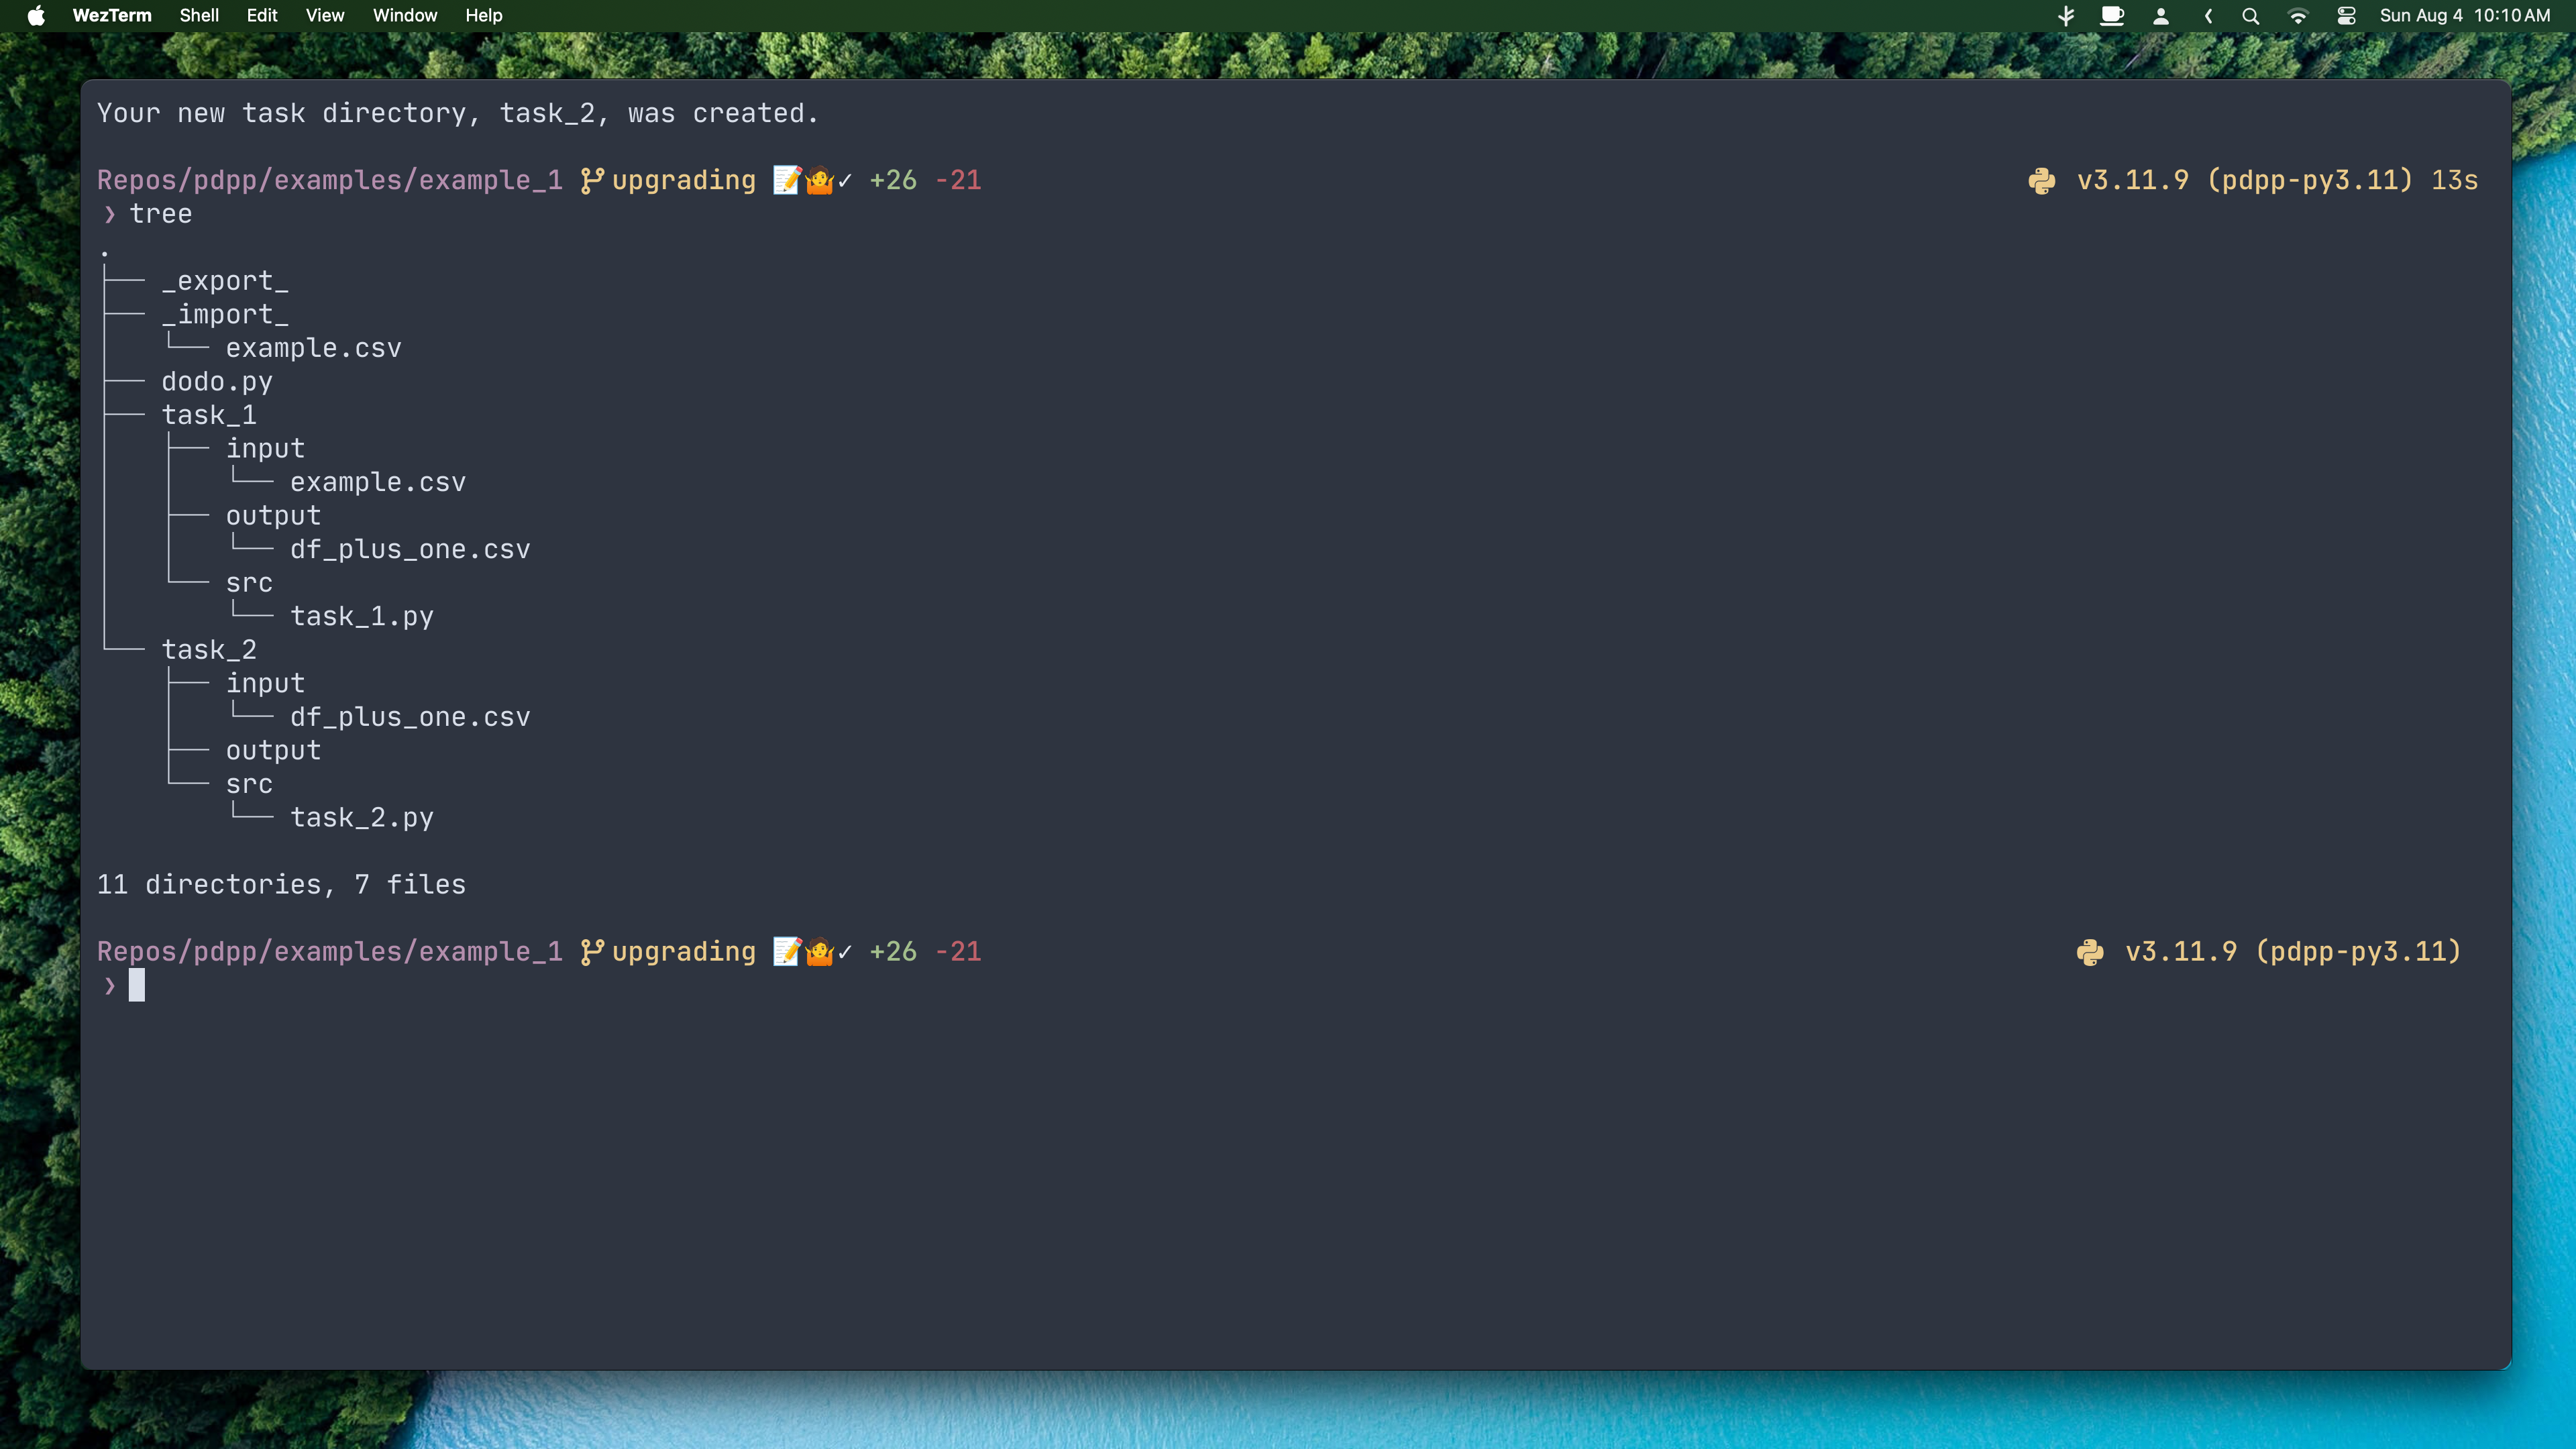 WezTerm Shell Edit View Window Help Sun Aug 4 10:10 AM
Your new task directory, task_2, was created.
Repos/pdpp/examples/example_1 upgrading 📝🤷✓ +26 -21 v3.11.9 (pdpp-py3.11) 13s
❯ tree
.
├── _export_
├── _import_
│   └── example.csv
├── dodo.py
├── task_1
│   ├── input
│   │   └── example.csv
│   ├── output
│   │   └── df_plus_one.csv
│   └── src
│       └── task_1.py
└── task_2
    ├── input
    │   └── df_plus_one.csv
    ├── output
    └── src
        └── task_2.py
11 directories, 7 files
Repos/pdpp/examples/example_1 upgrading 📝🤷✓ +26 -21 v3.11.9 (pdpp-py3.11)
❯